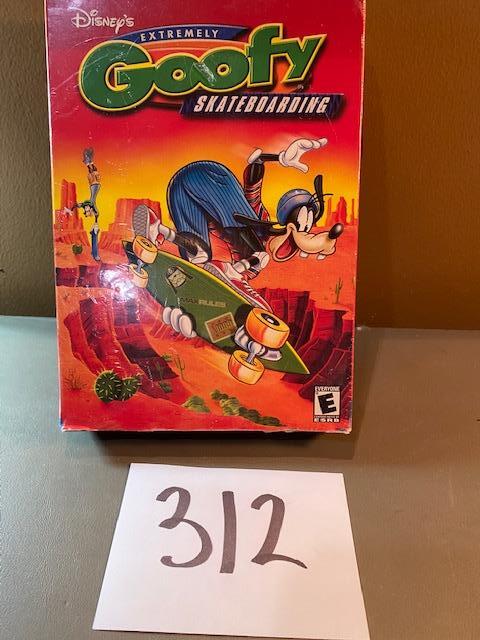 Disney's
EXTREMELY
Goofy
SKATEBOARDING
MAX RULES
EVERYONE
E
ESRB
312